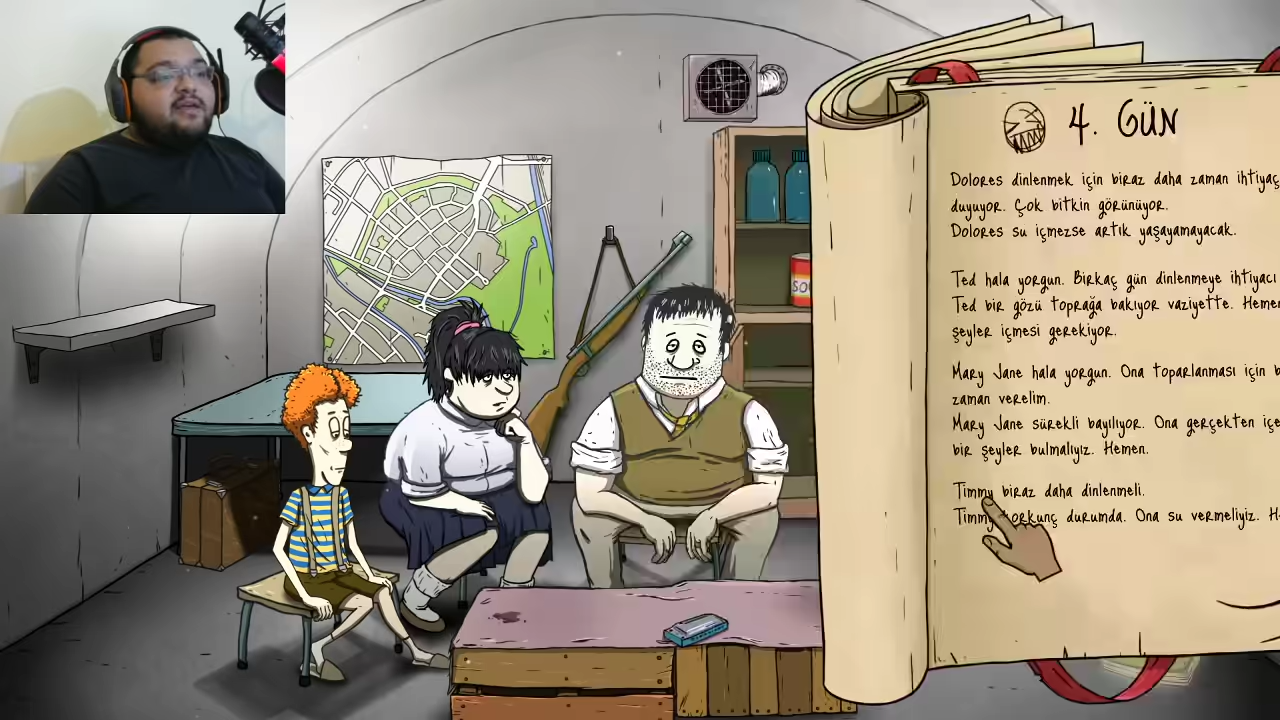 4. GÜN
Dolores dinlenmek için biraz daha zaman ihtiyaç
duyuyor. Çok bitkin görünüyor.
Dolores su içmezse artık yaşayamayacak.
Ted hala yorgun. Birkaç gün dinlenmeye ihtiyacı
Ted bir gözü toprağa bakıyor vaziyette. Hemen
şeyler içmesi gerekiyor.
Mary Jane hala yorgun. Ona toparlanması için
zaman verelim.
Mary Jane sürekli bayılıyor. Ona gerçekten
bir şeyler bulmalıyız. Hemen.
Timmy biraz daha dinlenmeli.
Timmy korkunç durumda. Ona su vermeliyiz.
SOU